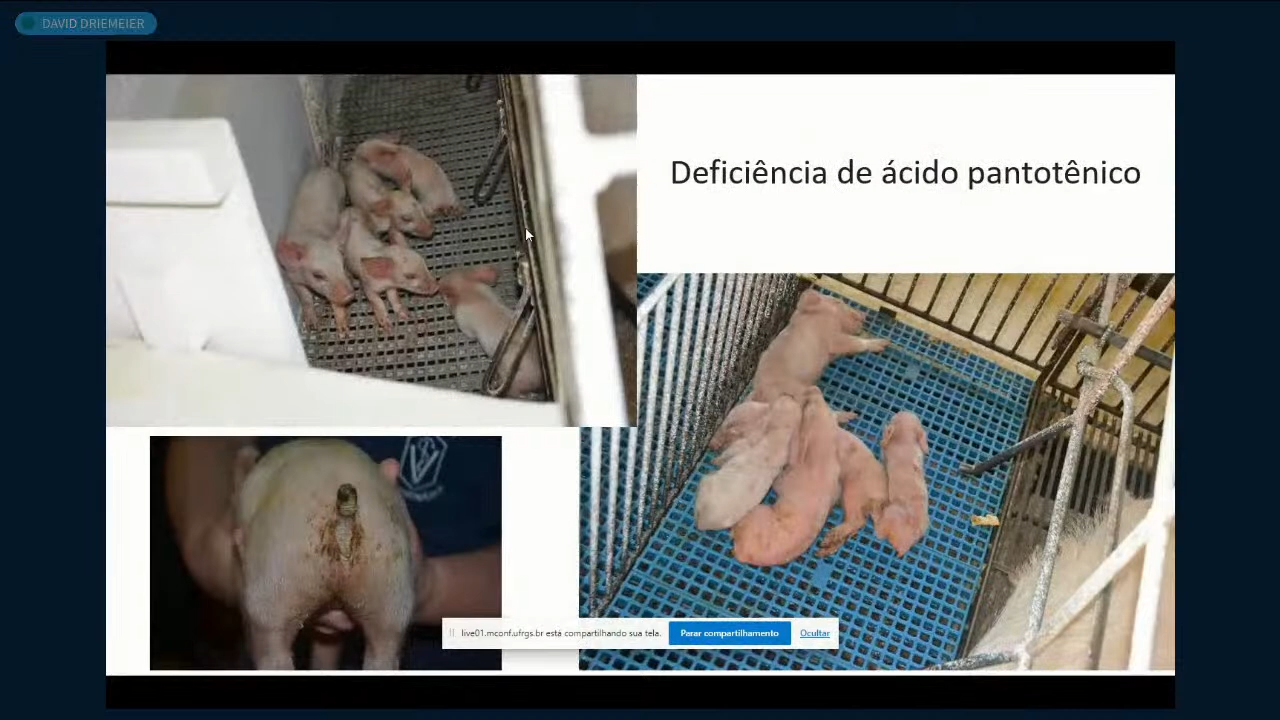 DAVID DRIEMEIER
Deficiência de ácido pantotênico
live01.mconf.ufrgs.br está compartilhando sua tela.
Parar compartilhamento
Ocultar